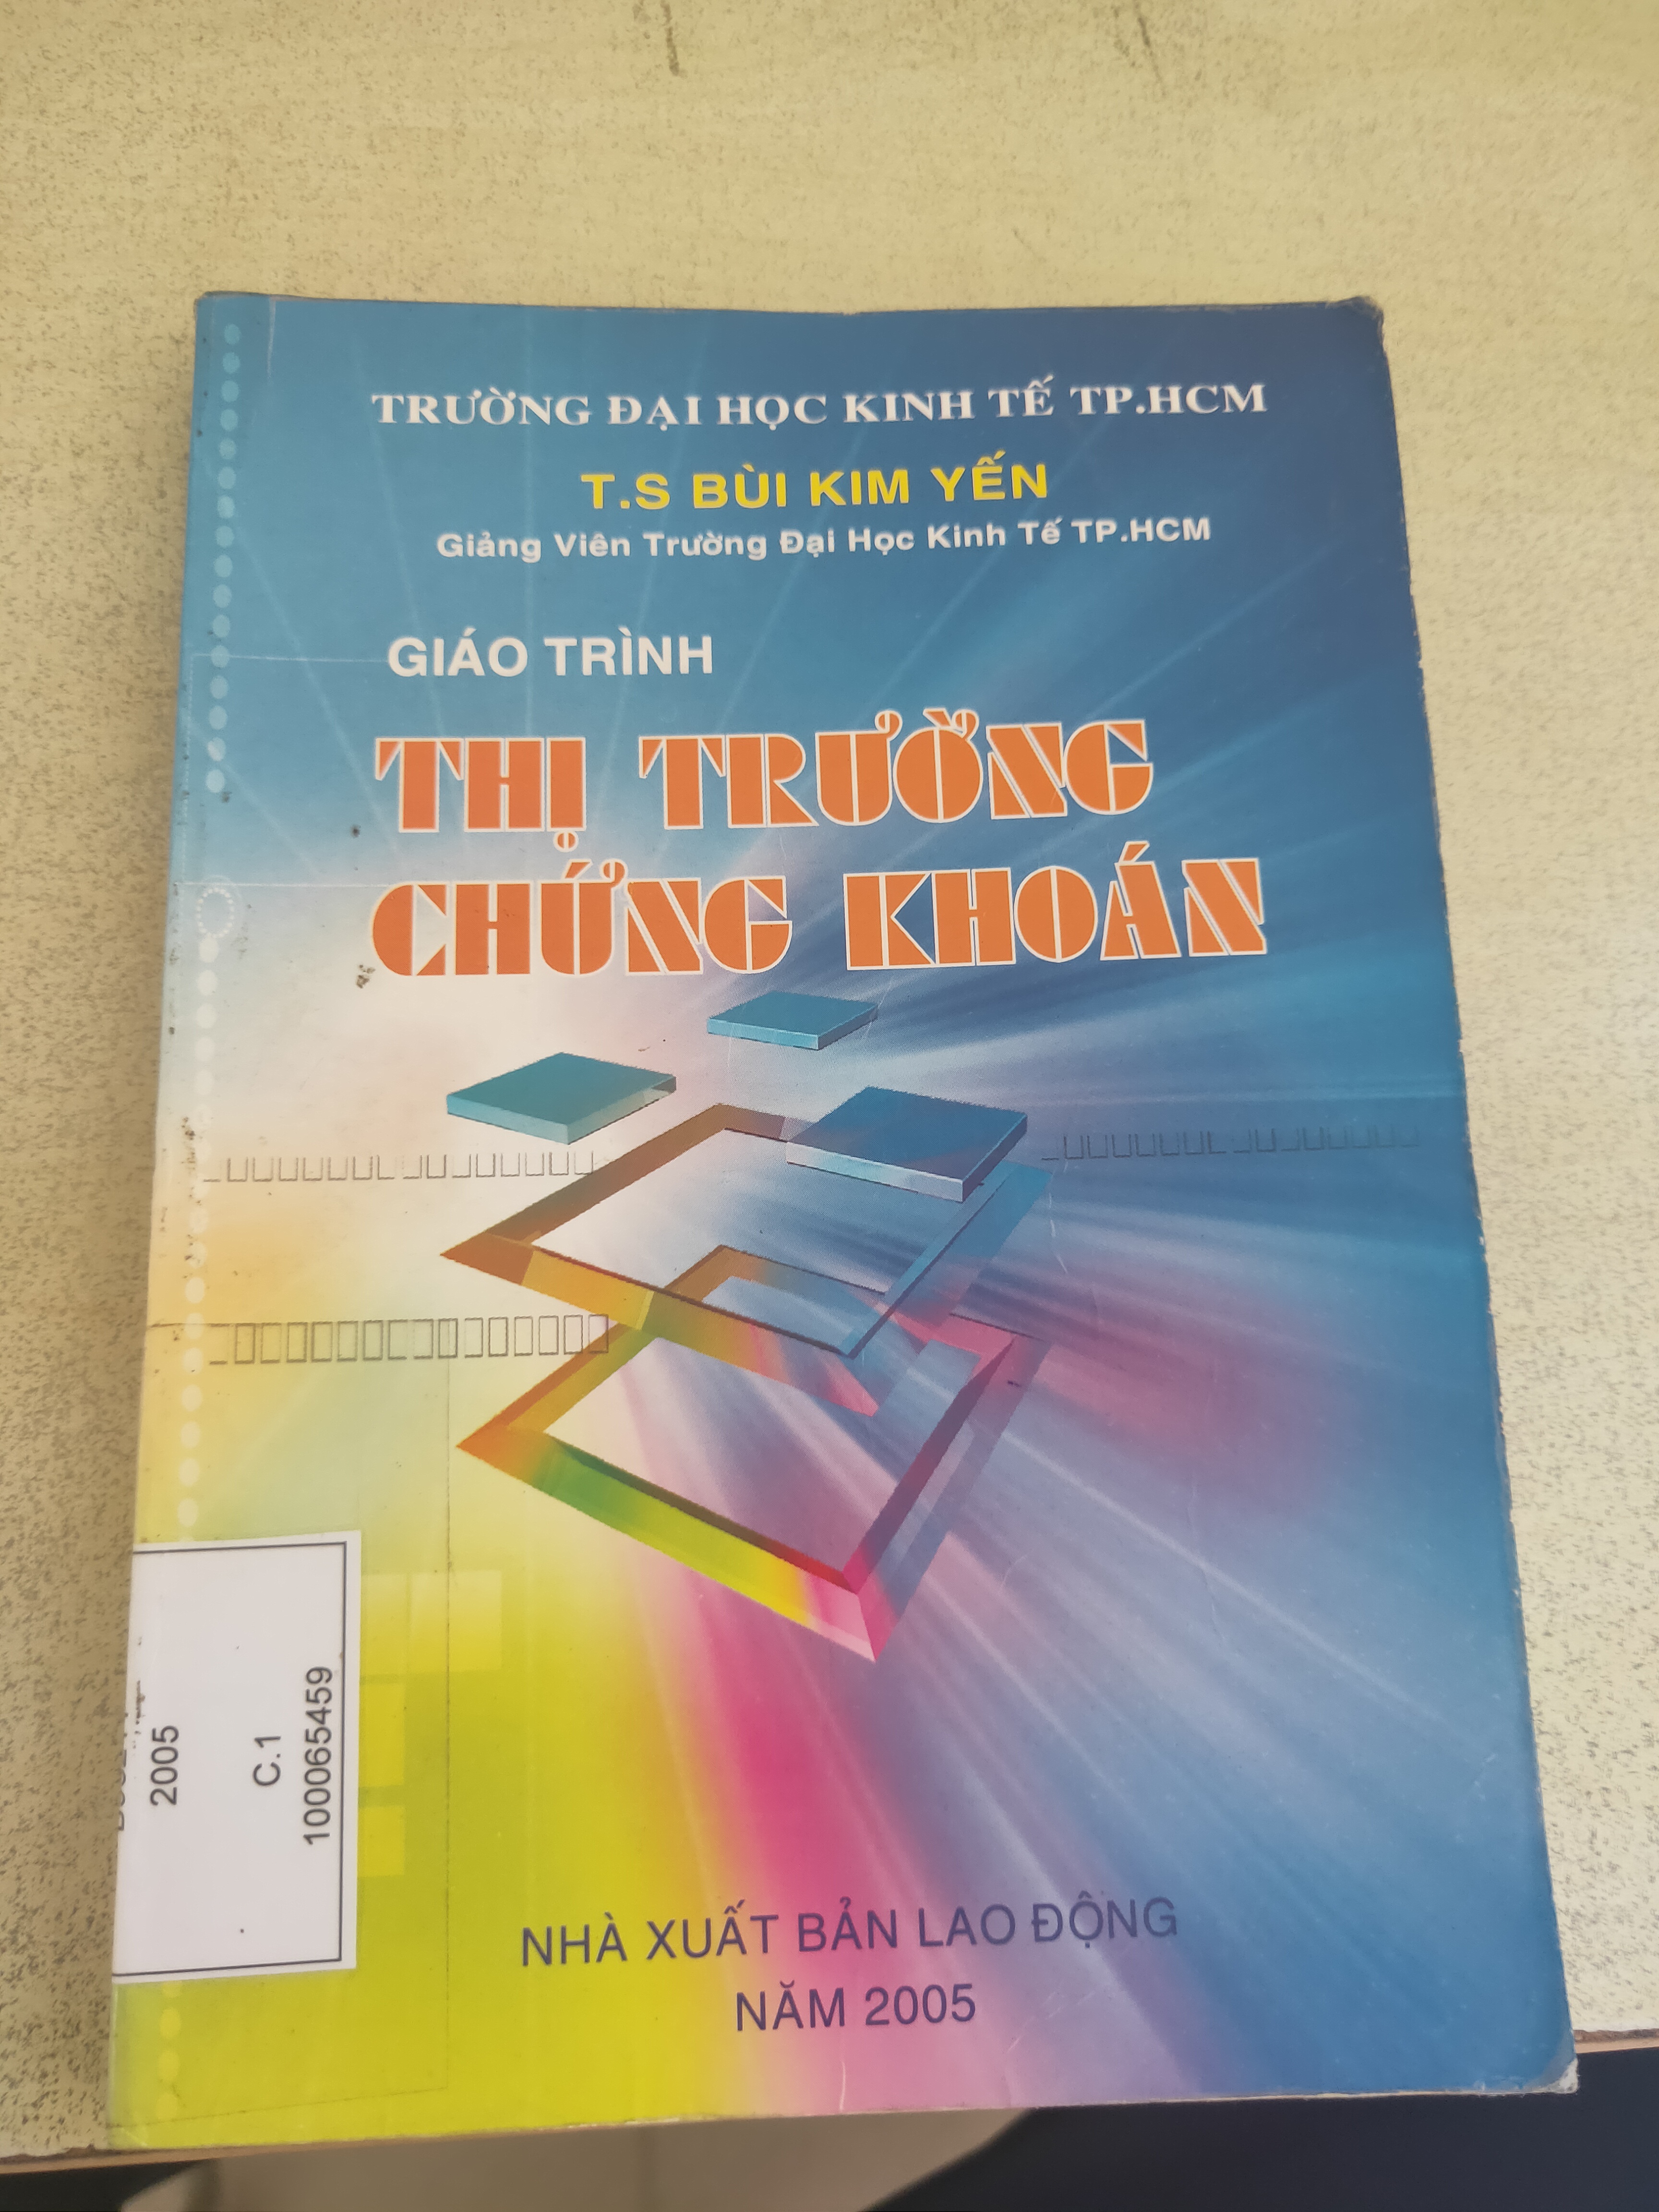 TRƯỜNG ĐẠI HỌC KINH TẾ TP.HCM
T.S BÙI KIM YẾN
Giảng Viên Trường Đại Học Kinh Tế TP.HCM
GIÁO TRÌNH
THỊ TRƯỜNG
CHỨNG KHOÁN
2005
C.1
100065459
NHÀ XUẤT BẢN LAO ĐỘNG
NĂM 2005